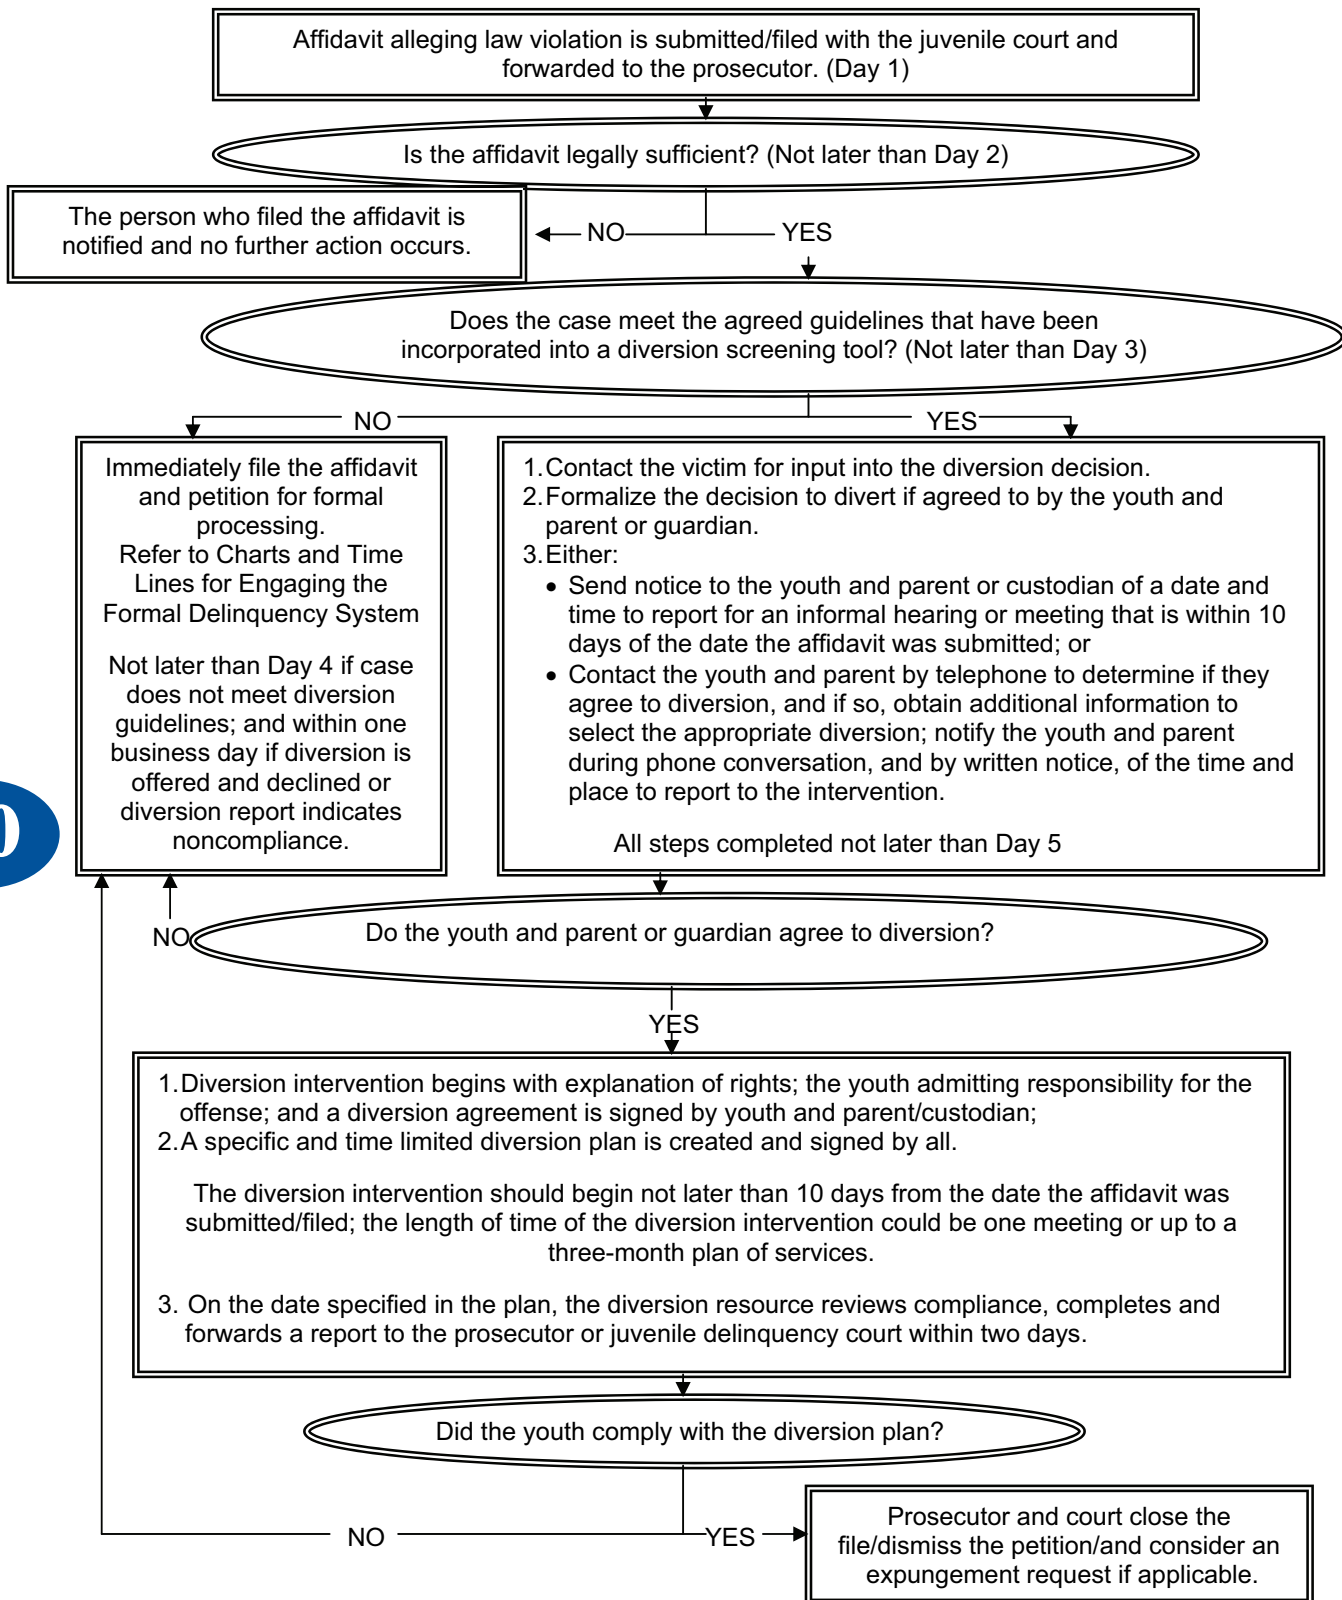 Affidavit alleging law violation is submitted/filed with the juvenile court and
forwarded to the prosecutor. (Day 1)
Is the affidavit legally sufficient? (Not later than Day 2)
The person who filed the affidavit is
notified and no further action occurs.
NO
YES
Does the case meet the agreed guidelines that have been
incorporated into a diversion screening tool? (Not later than Day 3)
NO
YES
Immediately file the affidavit
and petition for formal
processing.
Refer to Charts and Time
Lines for Engaging the
Formal Delinquency System
Not later than Day 4 if case
does not meet diversion
guidelines; and within one
business day if diversion is
offered and declined or
diversion report indicates
noncompliance.
1.Contact the victim for input into the diversion decision.
2.Formalize the decision to divert if agreed to by the youth and
parent or guardian.
3.Either:
• Send notice to the youth and parent or custodian of a date and
time to report for an informal hearing or meeting that is within 10
days of the date the affidavit was submitted; or
• Contact the youth and parent by telephone to determine if they
agree to diversion, and if so, obtain additional information to
select the appropriate diversion; notify the youth and parent
during phone conversation, and by written notice, of the time and
place to report to the intervention.
All steps completed not later than Day 5
NO
Do the youth and parent or guardian agree to diversion?
YES
1.Diversion intervention begins with explanation of rights; the youth admitting responsibility for the
offense; and a diversion agreement is signed by youth and parent/custodian;
2.A specific and time limited diversion plan is created and signed by all.
The diversion intervention should begin not later than 10 days from the date the affidavit was
submitted/filed; the length of time of the diversion intervention could be one meeting or up to a
three-month plan of services.
3. On the date specified in the plan, the diversion resource reviews compliance, completes and
forwards a report to the prosecutor or juvenile delinquency court within two days.
Did the youth comply with the diversion plan?
NO
YES
Prosecutor and court close the
file/dismiss the petition/and consider an
expungement request if applicable.